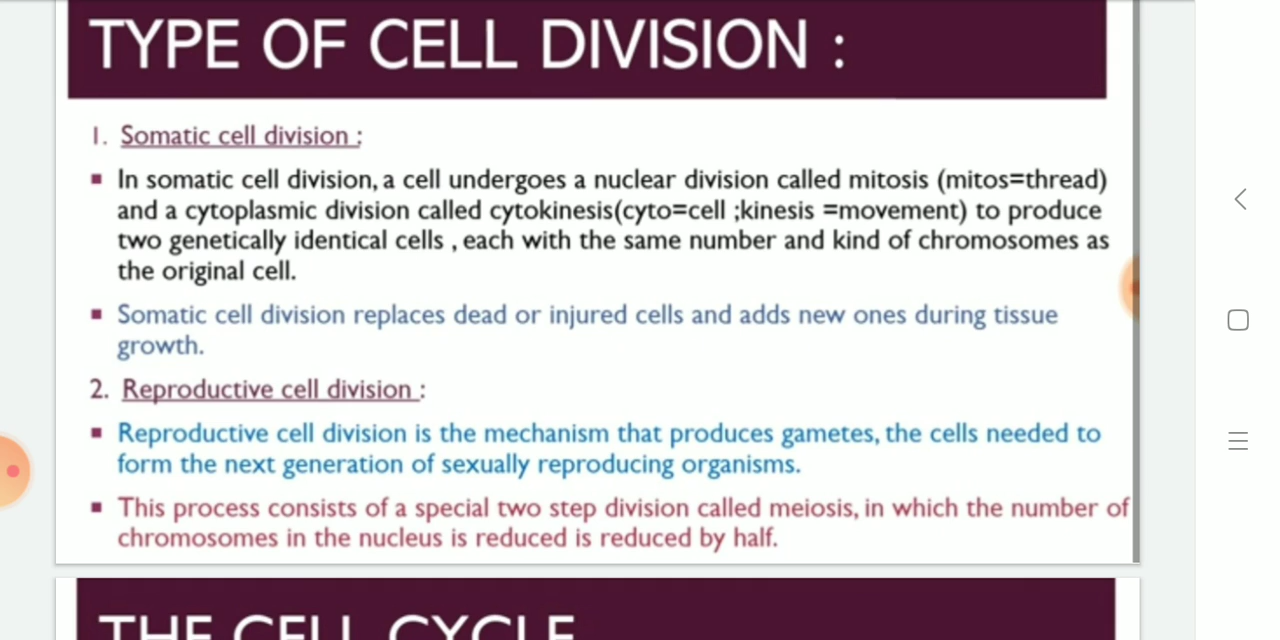 TYPE OF CELL DIVISION :
1. Somatic cell division :
▪ In somatic cell division, a cell undergoes a nuclear division called mitosis (mitos=thread)
and a cytoplasmic division called cytokinesis(cyto=cell ;kinesis =movement) to produce
two genetically identical cells , each with the same number and kind of chromosomes as
the original cell.
▪ Somatic cell division replaces dead or injured cells and adds new ones during tissue
growth.
2. Reproductive cell division :
▪ Reproductive cell division is the mechanism that produces gametes, the cells needed to
form the next generation of sexually reproducing organisms.
▪ This process consists of a special two step division called meiosis, in which the number of
chromosomes in the nucleus is reduced is reduced by half.
THE CELL CYCLE